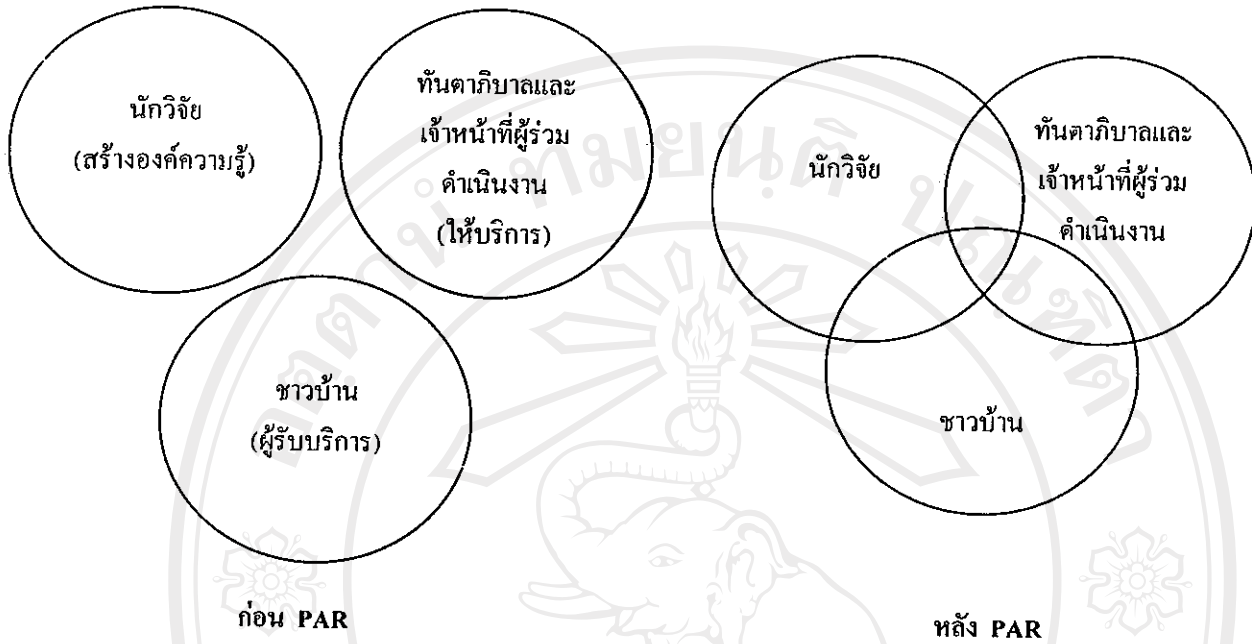 นักวิจัย
(สร้างองค์ความรู้)
ทันตาภิบาลและ
เจ้าหน้าที่ผู้ร่วม
ดำเนินงาน
(ให้บริการ)
ชาวบ้าน
(ผู้รับบริการ)
ก่อน PAR
นักวิจัย
ทันตาภิบาลและ
เจ้าหน้าที่ผู้ร่วม
ดำเนินงาน
ชาวบ้าน
หลัง PAR